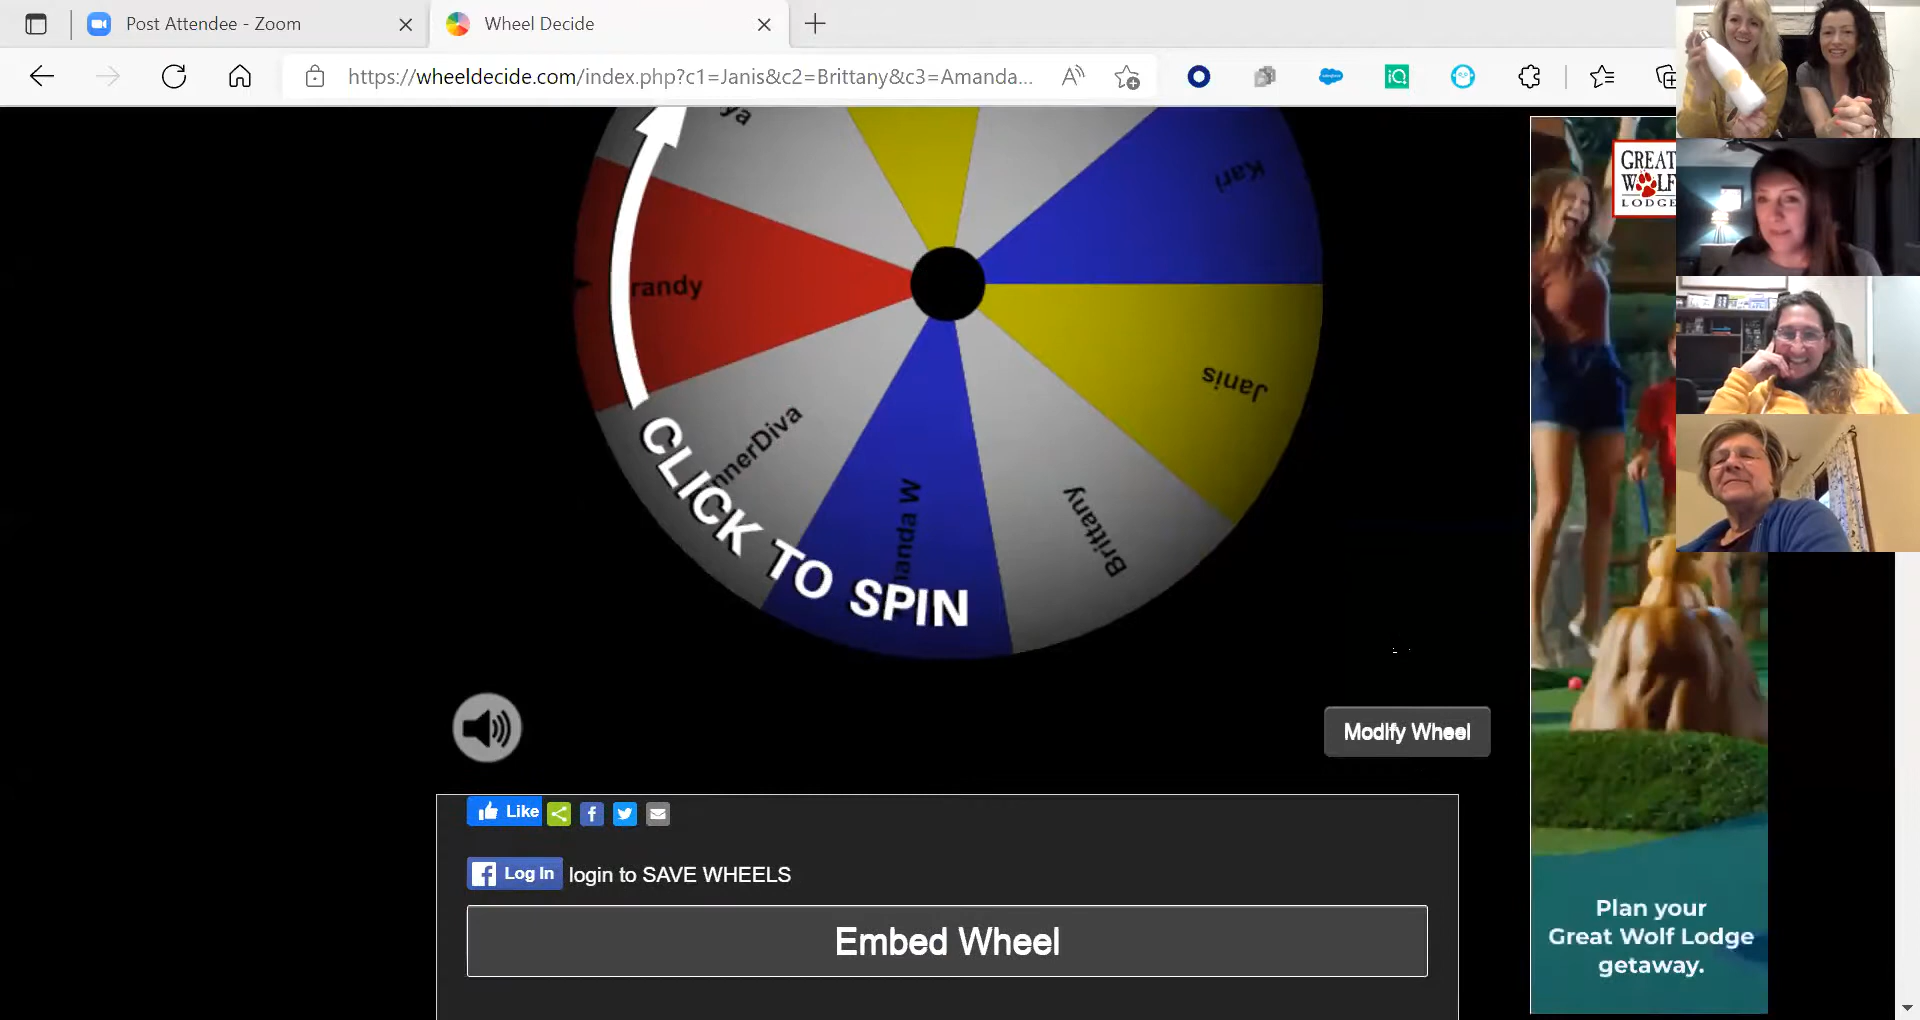 Post Attendee - Zoom
Wheel Decide
https://wheeldecide.com/index.php?c1=Janis&c2=Brittany&c3=Amanda...
ya
Kari
randy
Janis
nnerDiva
anda W
Brittany
CLICK TO SPIN
GREAT
WOLF
LODGE
Modify Wheel
Like
Log In login to SAVE WHEELS
Embed Wheel
Plan your
Great Wolf Lodge
getaway.